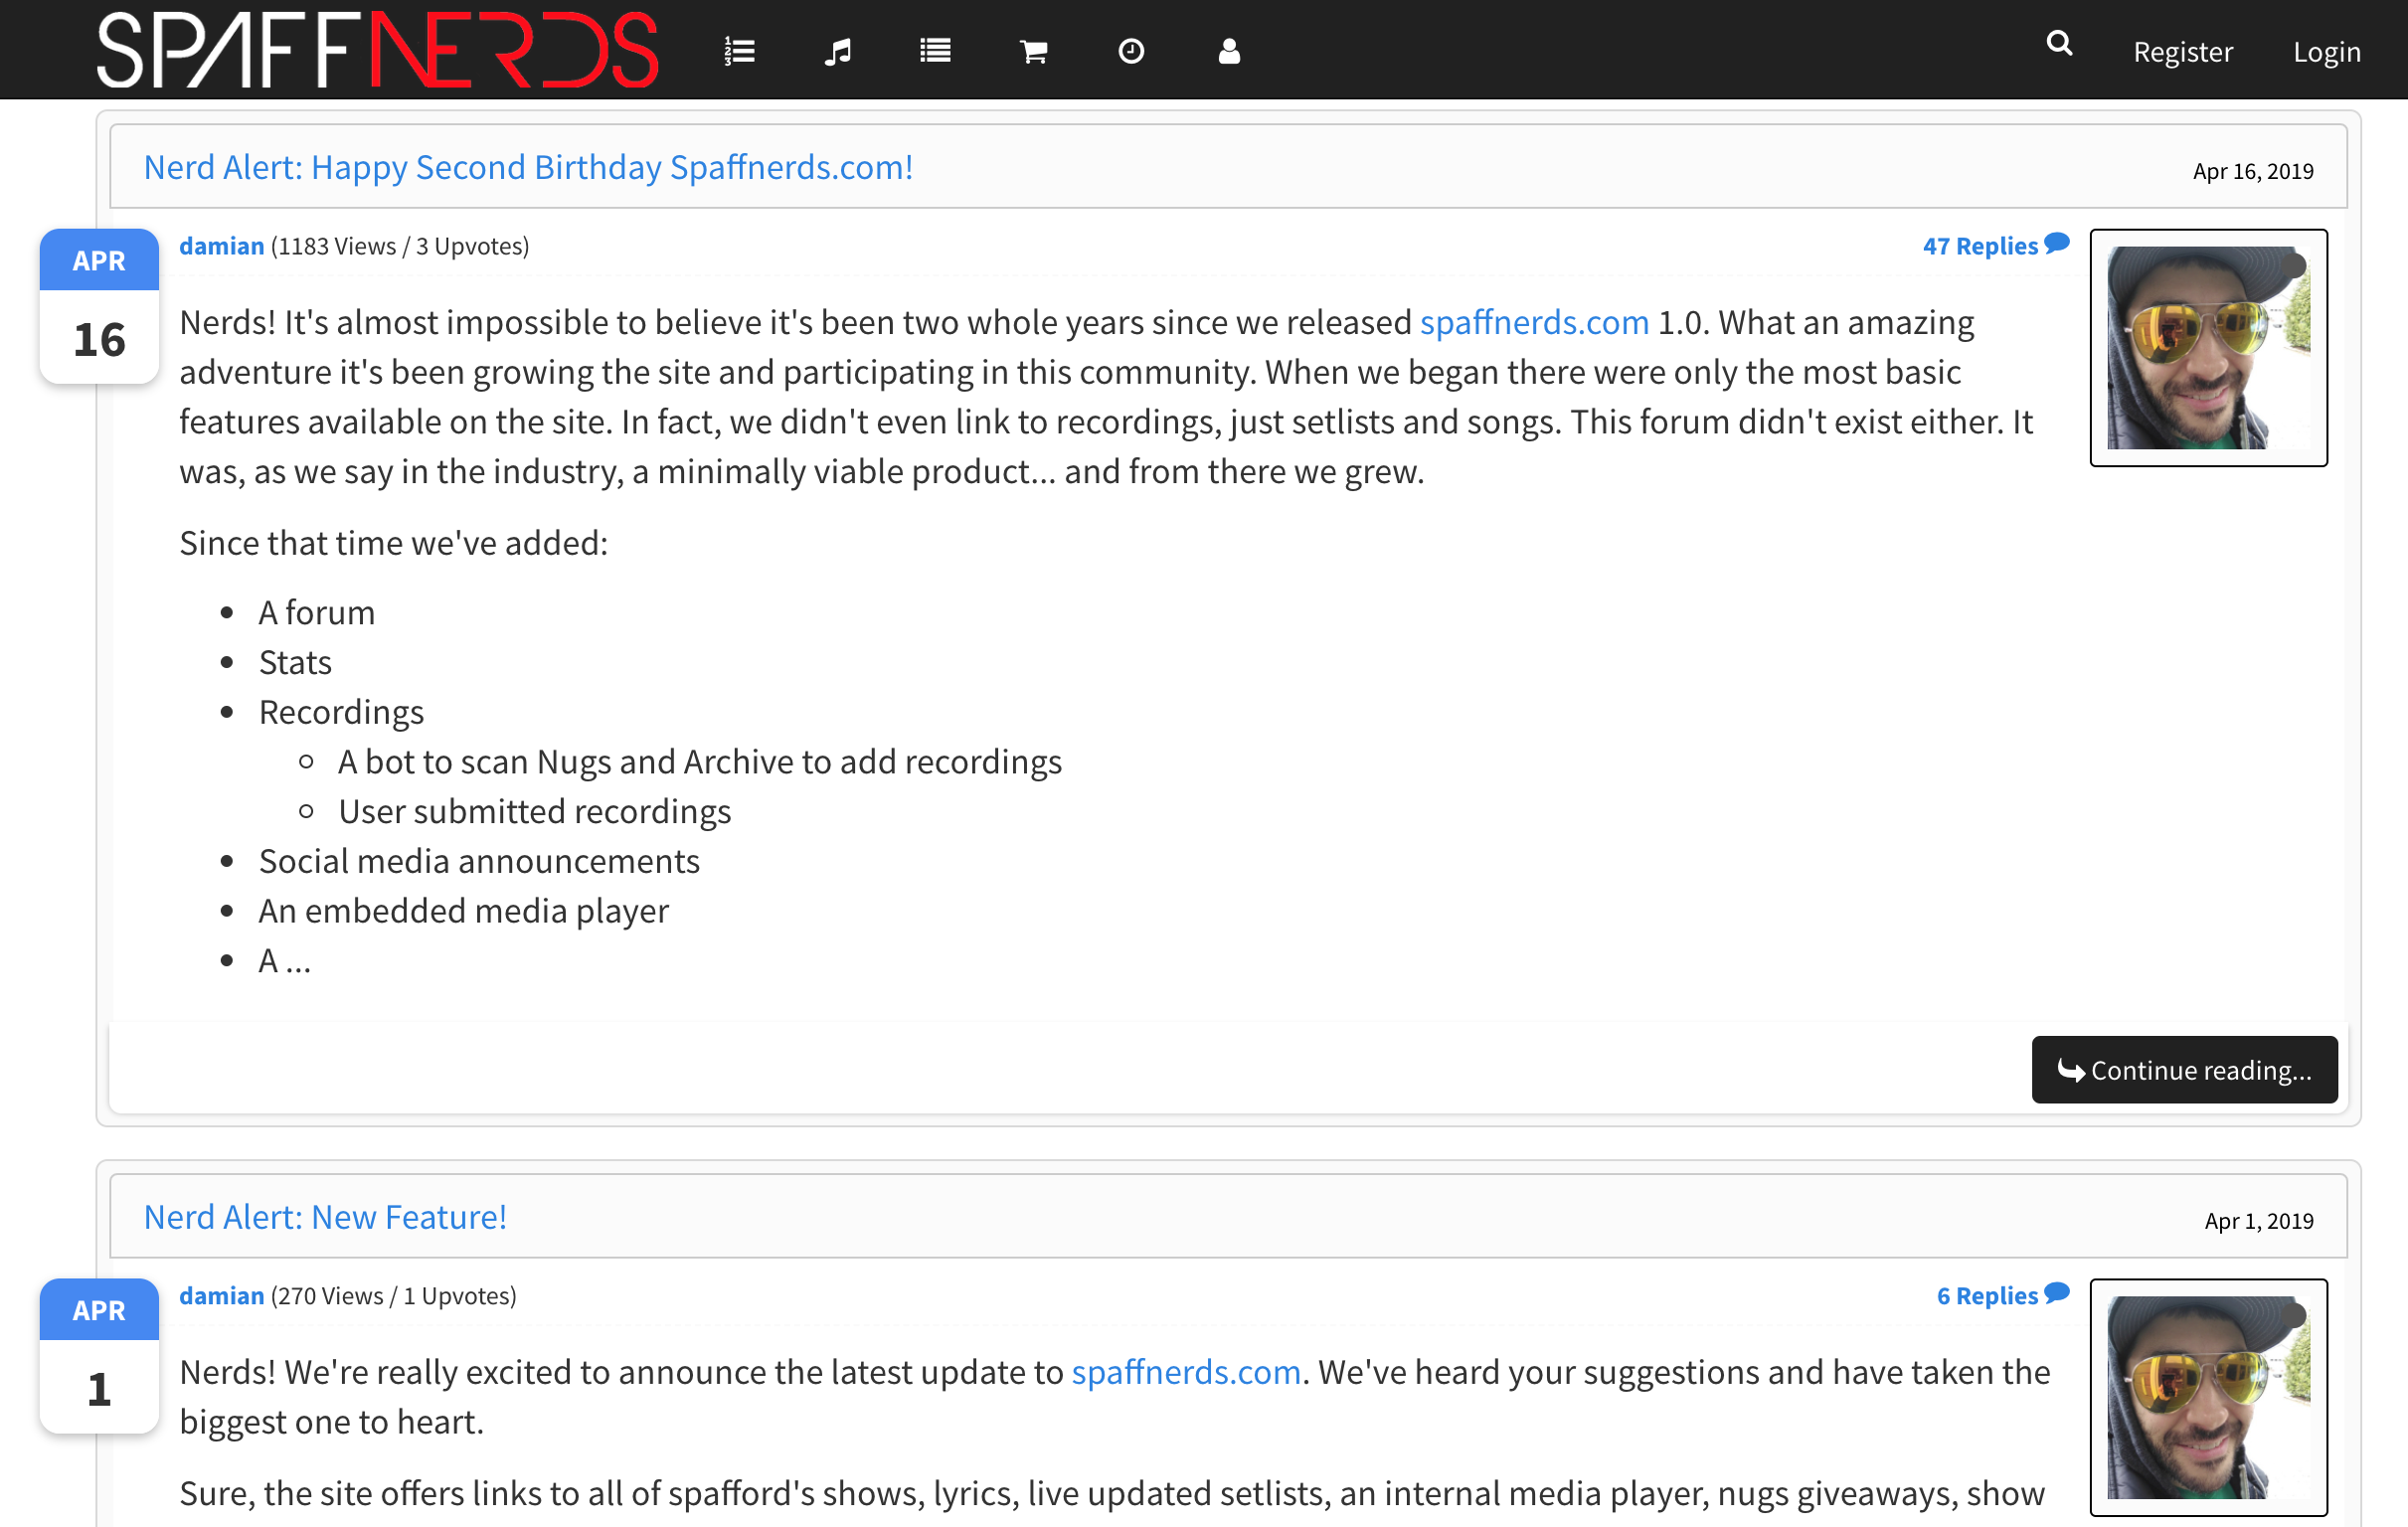 SPAFFNERDS
Register
Login
Nerd Alert: Happy Second Birthday Spaffnerds.com!
Apr 16, 2019
APR
16
damian (1183 Views / 3 Upvotes)
47 Replies
Nerds! It's almost impossible to believe it's been two whole years since we released spaffnerds.com 1.0. What an amazing
adventure it's been growing the site and participating in this community. When we began there were only the most basic
features available on the site. In fact, we didn't even link to recordings, just setlists and songs. This forum didn't exist either. It
was, as we say in the industry, a minimally viable product... and from there we grew.
Since that time we've added:
• A forum
• Stats
• Recordings
◦ A bot to scan Nugs and Archive to add recordings
◦ User submitted recordings
• Social media announcements
• An embedded media player
• A ...
Continue reading...
Nerd Alert: New Feature!
Apr 1, 2019
APR
1
damian (270 Views / 1 Upvotes)
6 Replies
Nerds! We're really excited to announce the latest update to spaffnerds.com. We've heard your suggestions and have taken the
biggest one to heart.
Sure, the site offers links to all of spafford's shows, lyrics, live updated setlists, an internal media player, nugs giveaways, show